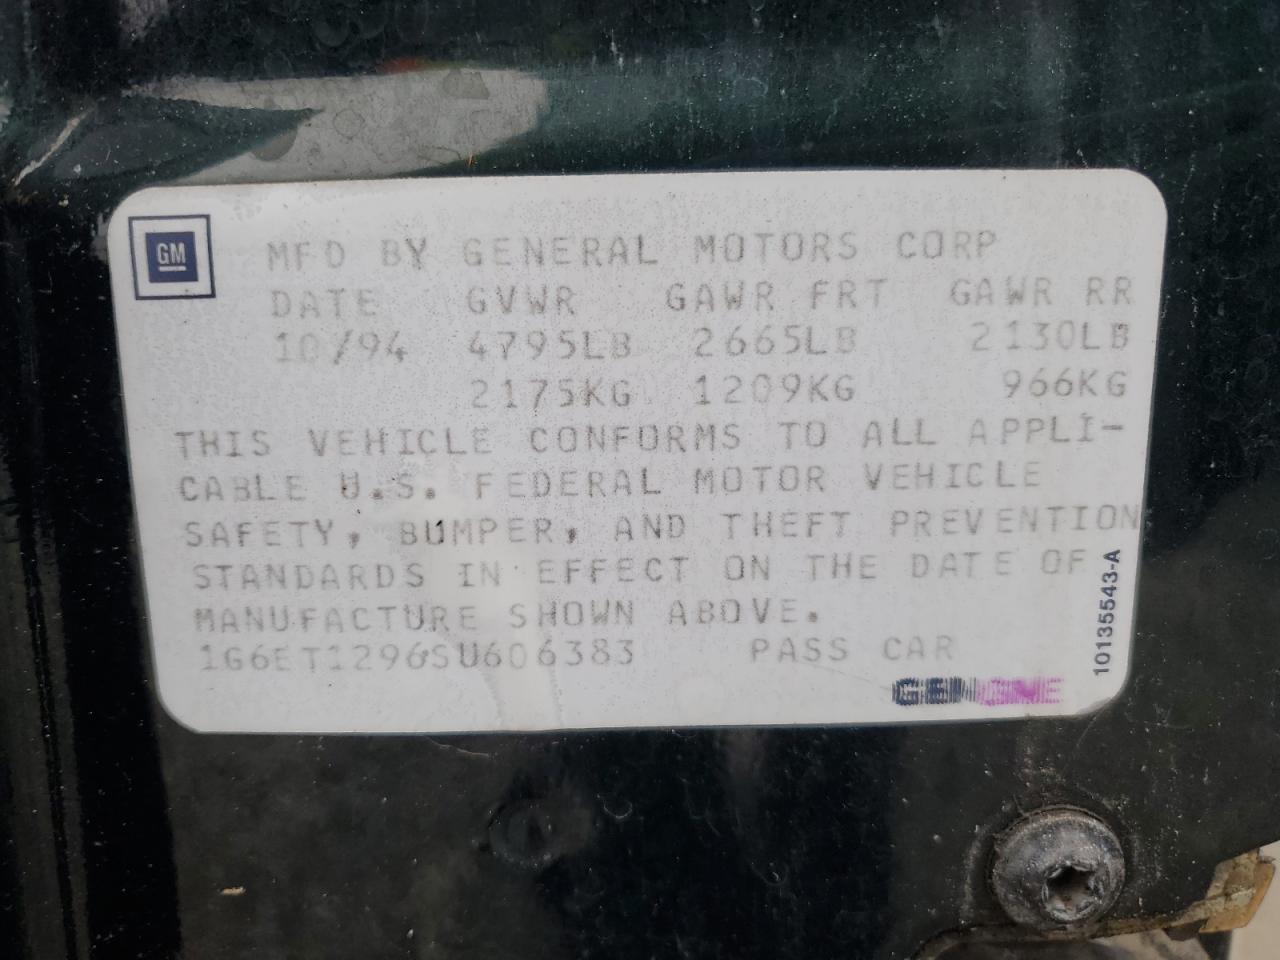 GM
MFD BY GENERAL MOTORS CORP
DATE GVWR GAWR FRT GAWR RR
10/94 4795LB 2665LB 2130LB
2175KG 1209KG 966KG
THIS VEHICLE CONFORMS TO ALL APPLI-
CABLE U.S. FEDERAL MOTOR VEHICLE
SAFETY, BUMPER, AND THEFT PREVENTION
STANDARDS IN EFFECT ON THE DATE OF
MANUFACTURE SHOWN ABOVE.
1G6ET1296SU606383 PASS CAR
10135543-A